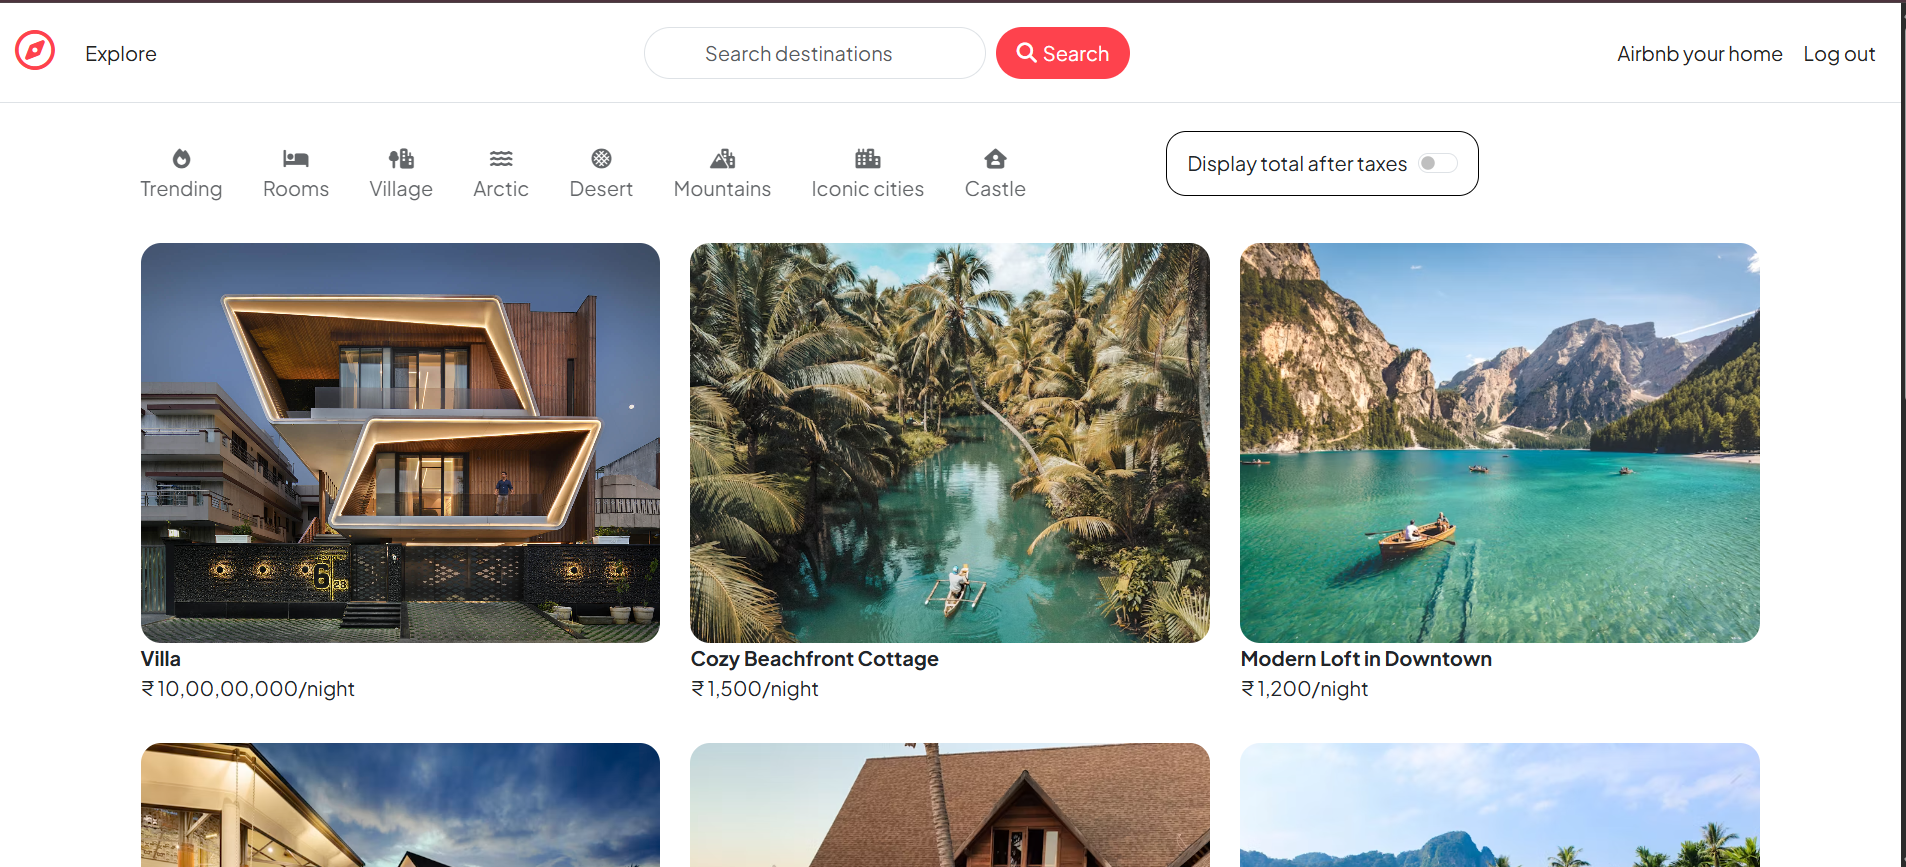 Explore
Search destinations
Search
Airbnb your home
Log out
Trending
Rooms
Village
Arctic
Desert
Mountains
Iconic cities
Castle
Display total after taxes
6
23
Villa
₹10,00,00,000/night
Cozy Beachfront Cottage
₹1,500/night
Modern Loft in Downtown
₹1,200/night